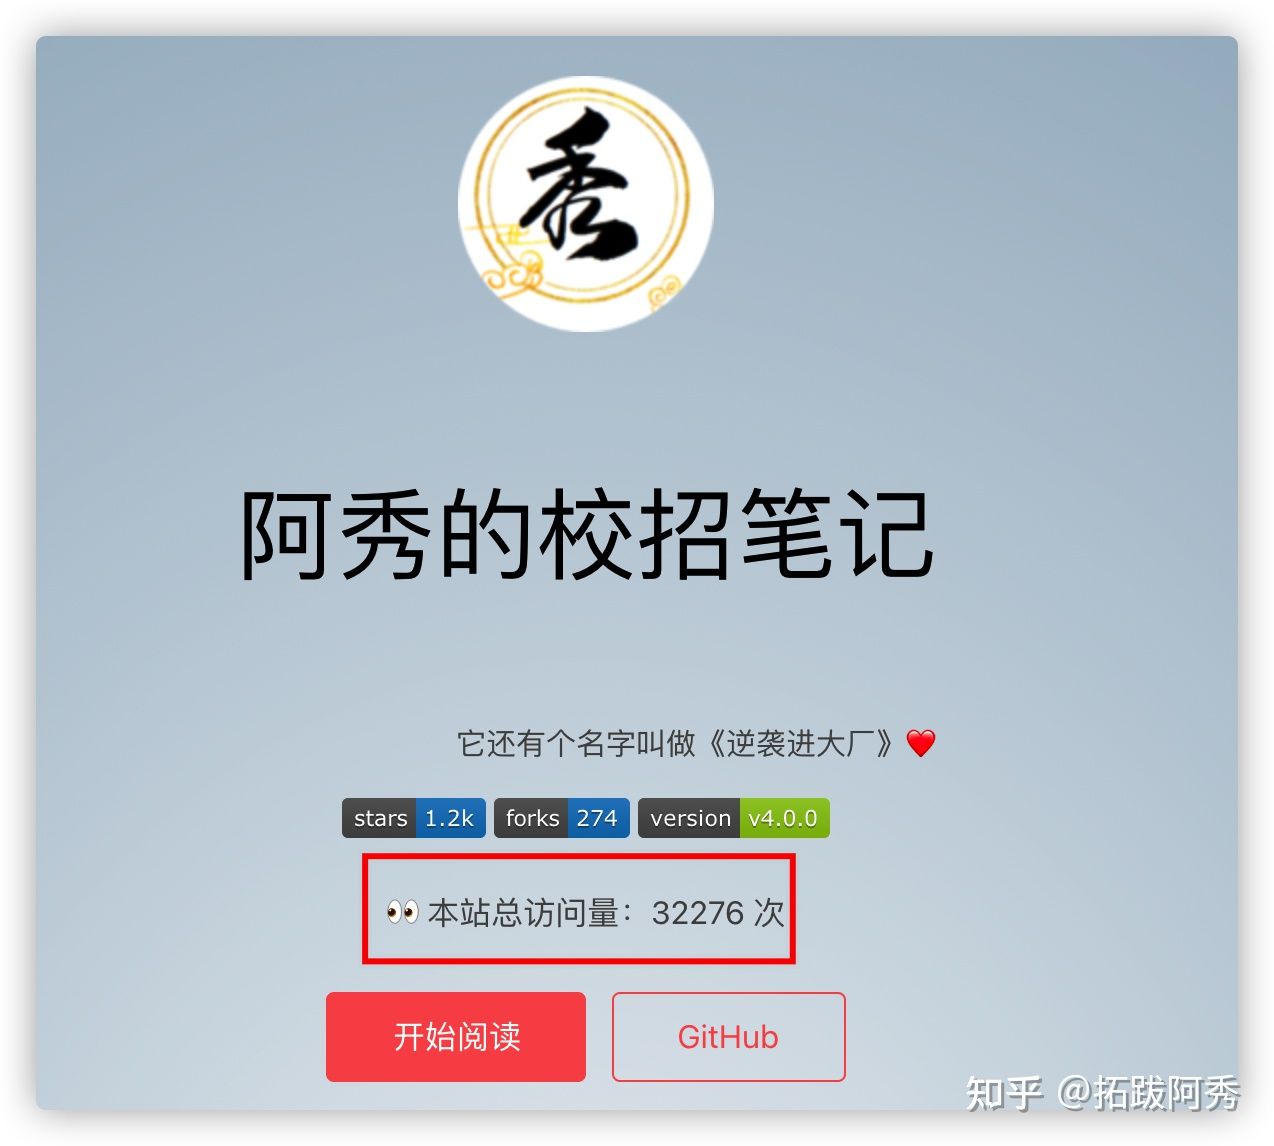 秀
阿秀的校招笔记
它还有个名字叫做《逆袭进大厂》❤️
stars 1.2k forks 274 version v4.0.0
👀 本站总访问量：32276 次
开始阅读 GitHub
知乎 @拓跋阿秀